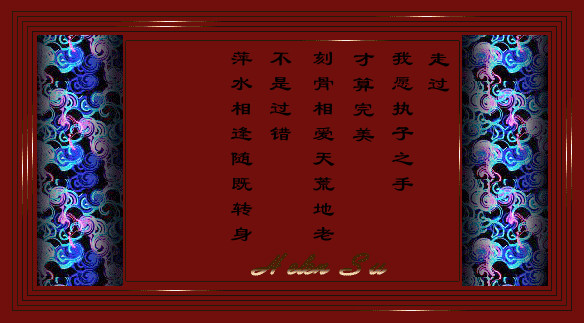 走过
我愿执子之手
才算完美
刻骨相爱天荒地老
不是过错
萍水相逢随既转身